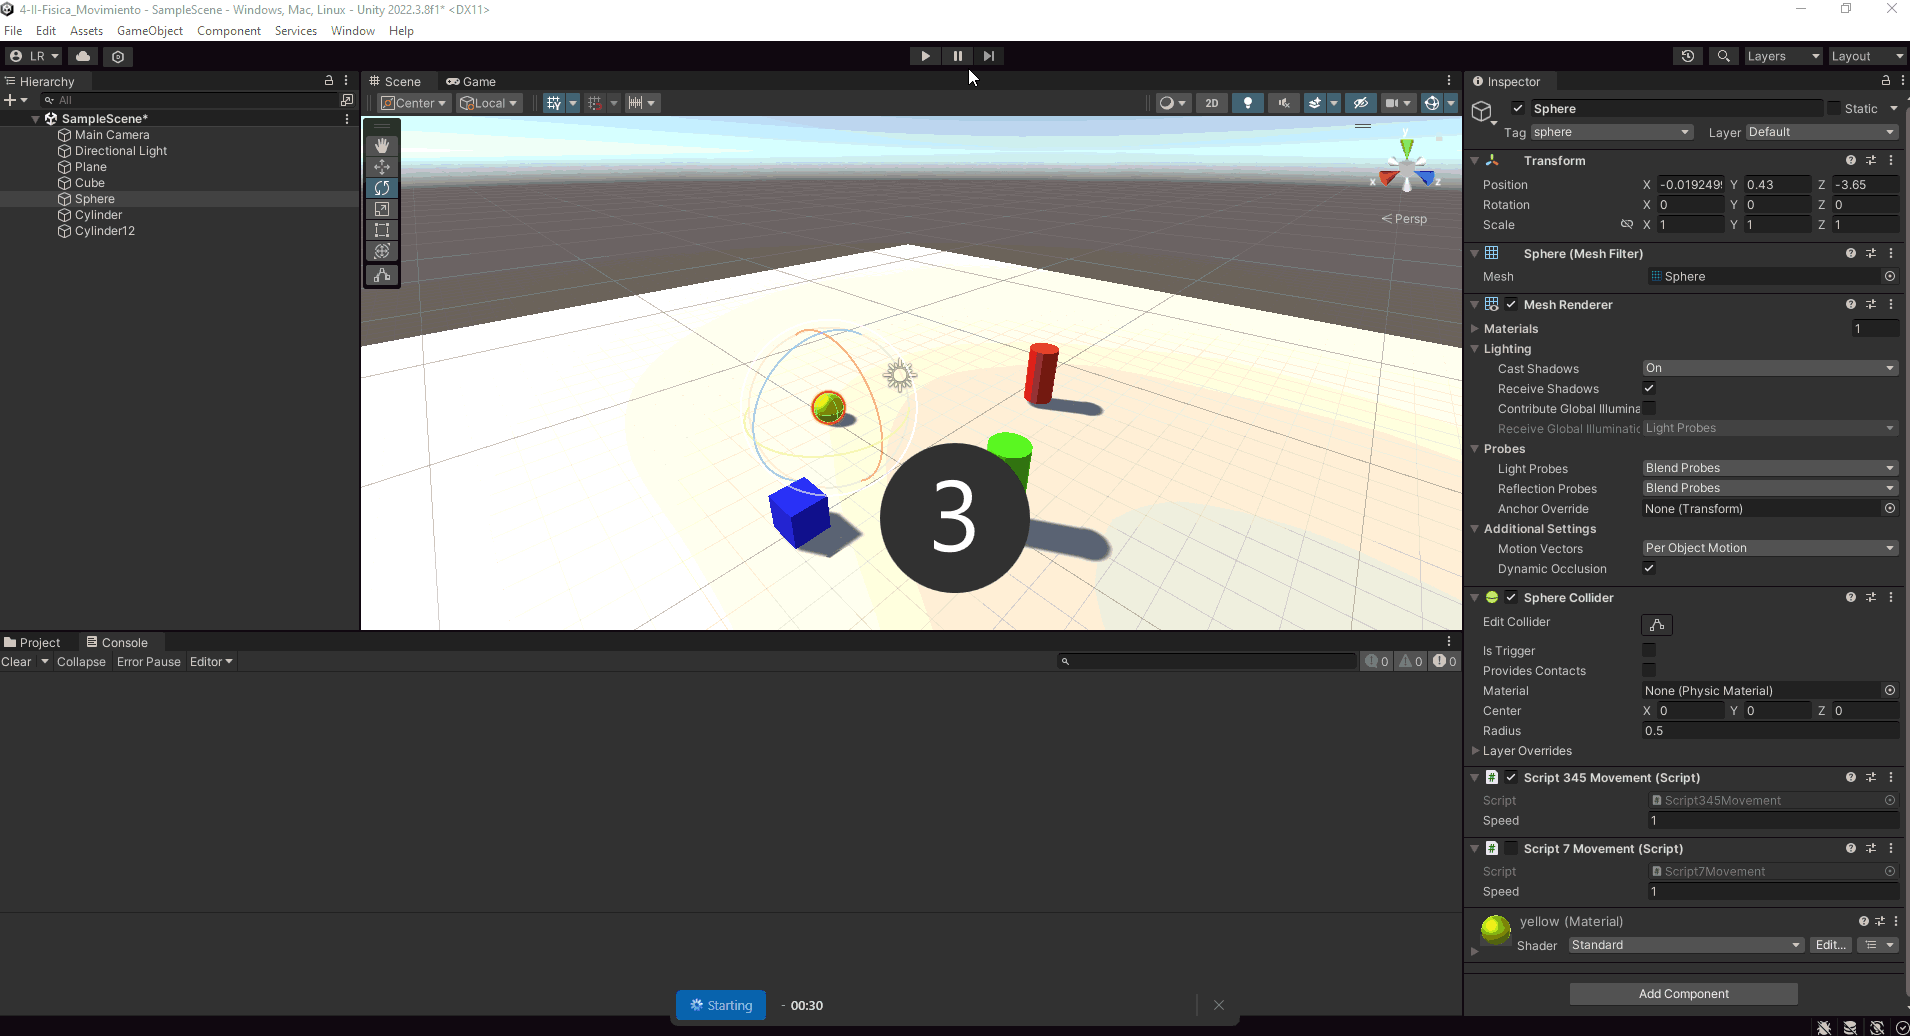 4-II-Fisica_Movimiento - SampleScene - Windows, Mac, Linux - Unity 2022.3.8f1* <DX11>
File Edit Assets GameObject Component Services Window Help
LR Layers Layout
Hierarchy
All
SampleScene*
Main Camera
Directional Light
Plane
Cube
Sphere
Cylinder
Cylinder12
Scene Game
Center Local 2D
y
x z
Persp
3
Project Console
Clear Collapse Error Pause Editor 0 0 0
Starting - 00:30
Inspector
Sphere Static
Tag sphere Layer Default
Transform
Position X -0.019249 Y 0.43 Z -3.65
Rotation X 0 Y 0 Z 0
Scale X 1 Y 1 Z 1
Sphere (Mesh Filter)
Mesh Sphere
Mesh Renderer
Materials 1
Lighting
Cast Shadows On
Receive Shadows
Contribute Global Illumina
Receive Global Illuminatic Light Probes
Probes
Light Probes Blend Probes
Reflection Probes Blend Probes
Anchor Override None (Transform)
Additional Settings
Motion Vectors Per Object Motion
Dynamic Occlusion
Sphere Collider
Edit Collider
Is Trigger
Provides Contacts
Material None (Physic Material)
Center X 0 Y 0 Z 0
Radius 0.5
Layer Overrides
# Script 345 Movement (Script)
Script Script345Movement
Speed 1
# Script 7 Movement (Script)
Script Script7Movement
Speed 1
yellow (Material)
Shader Standard Edit...
Add Component